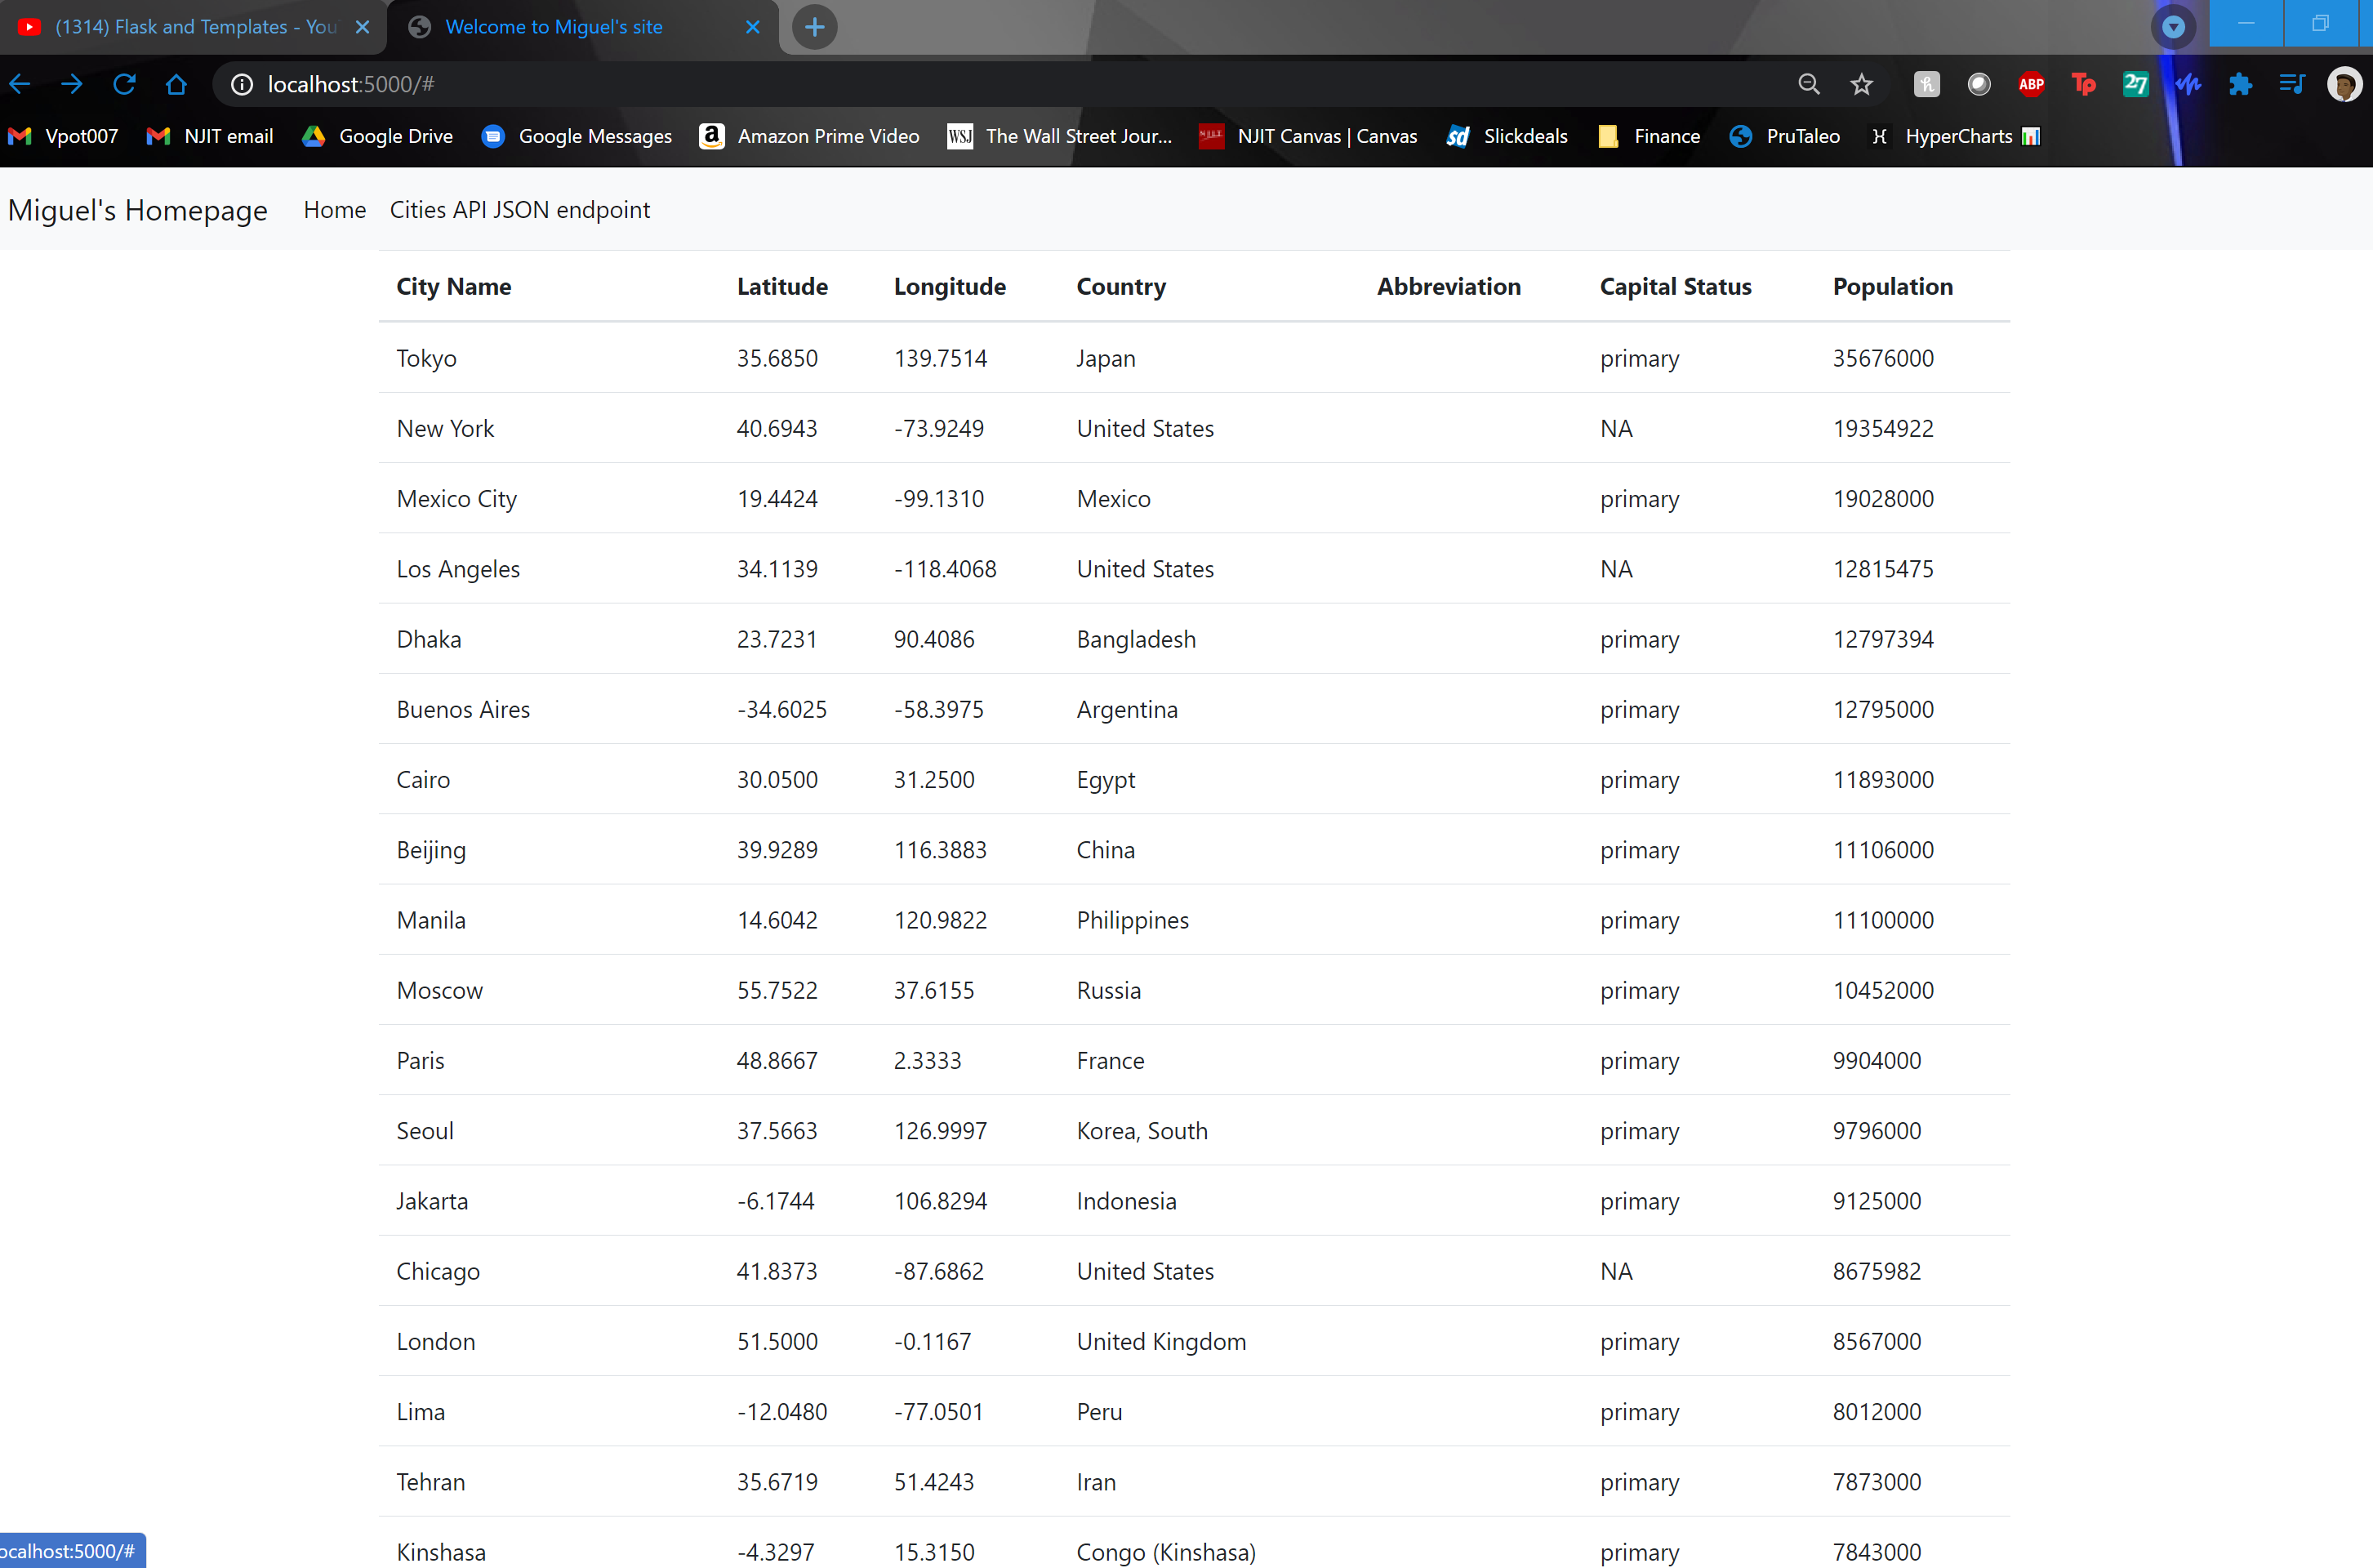 (1314) Flask and Templates - You
Welcome to Miguel's site
localhost:5000/#
ABP
Tp
27
Vpot007
NJIT email
Google Drive
Google Messages
a
Amazon Prime Video
WSJ
The Wall Street Jour...
NJIT
NJIT Canvas | Canvas
sd
Slickdeals
Finance
PruTaleo
HyperCharts
Miguel's Homepage Home Cities API JSON endpoint
City Name Latitude Longitude Country Abbreviation Capital Status Population
Tokyo 35.6850 139.7514 Japan primary 35676000
New York 40.6943 -73.9249 United States NA 19354922
Mexico City 19.4424 -99.1310 Mexico primary 19028000
Los Angeles 34.1139 -118.4068 United States NA 12815475
Dhaka 23.7231 90.4086 Bangladesh primary 12797394
Buenos Aires -34.6025 -58.3975 Argentina primary 12795000
Cairo 30.0500 31.2500 Egypt primary 11893000
Beijing 39.9289 116.3883 China primary 11106000
Manila 14.6042 120.9822 Philippines primary 11100000
Moscow 55.7522 37.6155 Russia primary 10452000
Paris 48.8667 2.3333 France primary 9904000
Seoul 37.5663 126.9997 Korea, South primary 9796000
Jakarta -6.1744 106.8294 Indonesia primary 9125000
Chicago 41.8373 -87.6862 United States NA 8675982
London 51.5000 -0.1167 United Kingdom primary 8567000
Lima -12.0480 -77.0501 Peru primary 8012000
Tehran 35.6719 51.4243 Iran primary 7873000
Kinshasa -4.3297 15.3150 Congo (Kinshasa) primary 7843000
ocalhost:5000/#